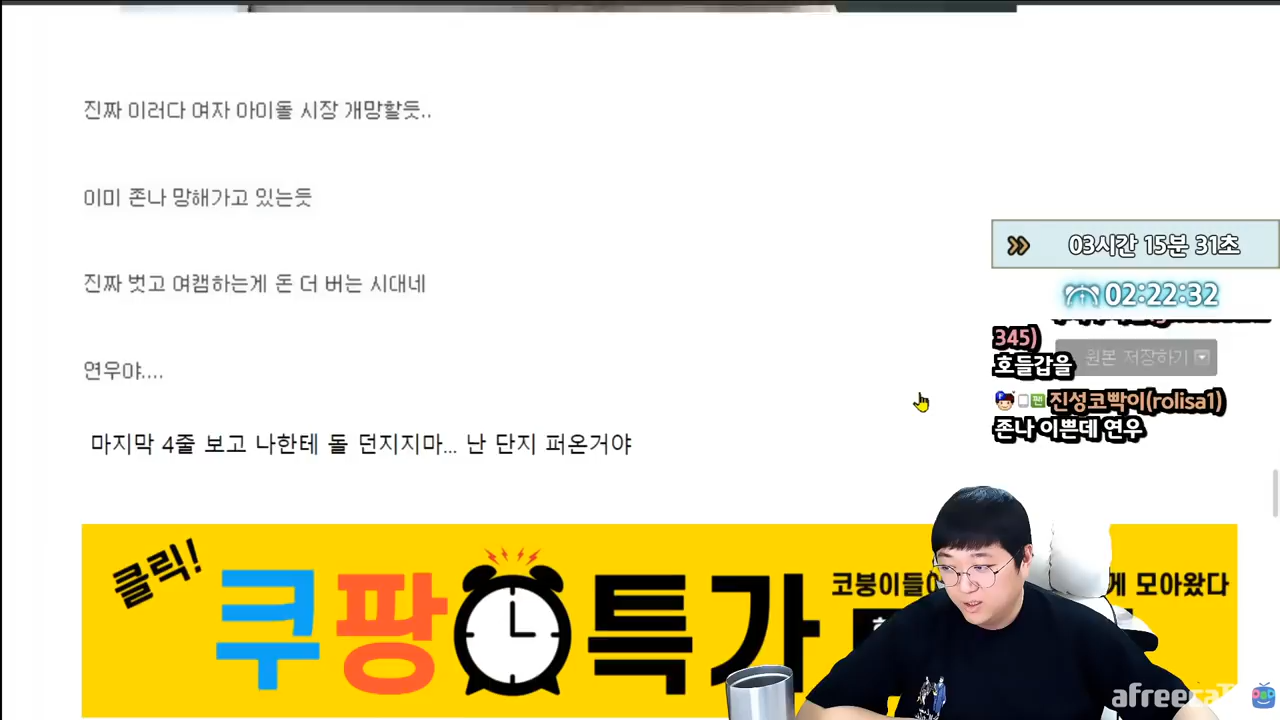 진짜 이러다 여자 아이돌 시장 개망할듯..
이미 존나 망해가고 있는듯
진짜 벗고 여캠하는게 돈 더 버는 시대네
연우야....
마지막 4줄 보고 나한테 돌 던지지마... 난 단지 퍼온거야
03시간 15분 31초
02:22:32
345)
원본 저장하기
호들갑을
팬 진성코빡이(rolisa1)
존나 이쁜데 연우
클릭!
쿠팡 특가
코붕이들 게 모아왔다
afreeca